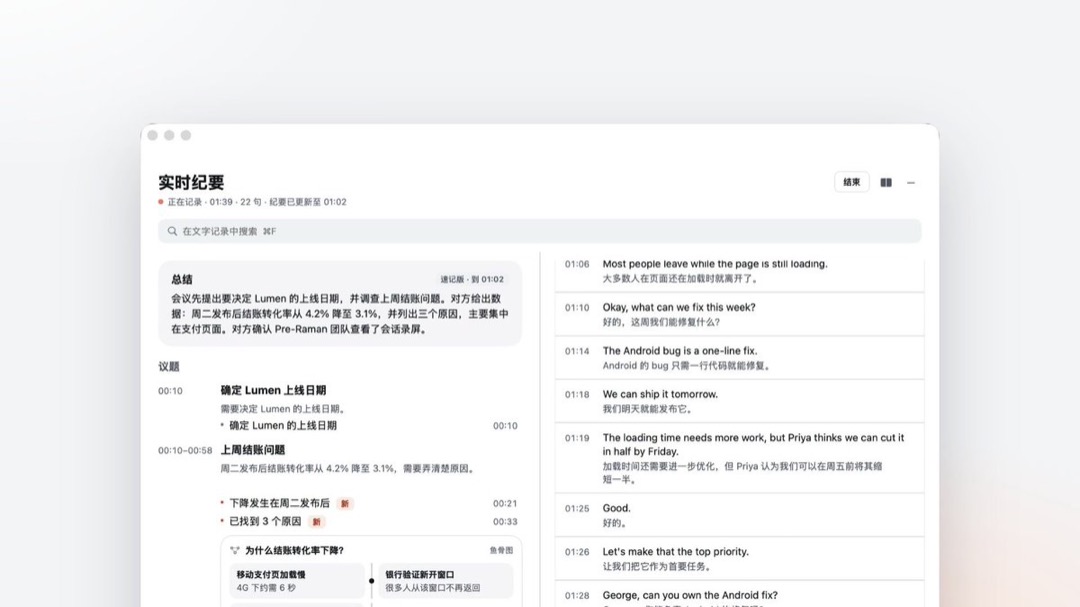 实时纪要
正在记录 · 01:39 · 22 句 · 纪要已更新至 01:02
结束
在文字记录中搜索 ⌘F
总结
速记版 · 到 01:02
会议先提出要决定 Lumen 的上线日期，并调查上周结账问题。对方给出数
据：周二发布后结账转化率从 4.2% 降至 3.1%，并列出三个原因，主要集中
在支付页面。对方确认 Pre-Raman 团队查看了会话录屏。
议题
00:10 确定 Lumen 上线日期
需要决定 Lumen 的上线日期。
• 确定 Lumen 的上线日期 00:10
00:10–00:58 上周结账问题
周二发布后结账转化率从 4.2% 降至 3.1%，需要弄清楚原因。
• 下降发生在周二发布后 新 00:21
• 已找到 3 个原因 新 00:33
为什么结账转化率下降? 鱼骨图
移动支付页加载慢
4G 下约需 6 秒
银行验证新开窗口
很多人从该窗口不再返回
01:06 Most people leave while the page is still loading.
大多数人在页面还在加载时就离开了。
01:10 Okay, what can we fix this week?
好的，这周我们能修复什么？
01:14 The Android bug is a one-line fix.
Android 的 bug 只需一行代码就能修复。
01:18 We can ship it tomorrow.
我们明天就能发布它。
01:19 The loading time needs more work, but Priya thinks we can cut it
in half by Friday.
加载时间还需要进一步优化，但 Priya 认为我们可以在周五前将其缩
短一半。
01:25 Good.
好的。
01:26 Let's make that the top priority.
让我们把它作为首要任务。
01:28 George, can you own the Android fix?